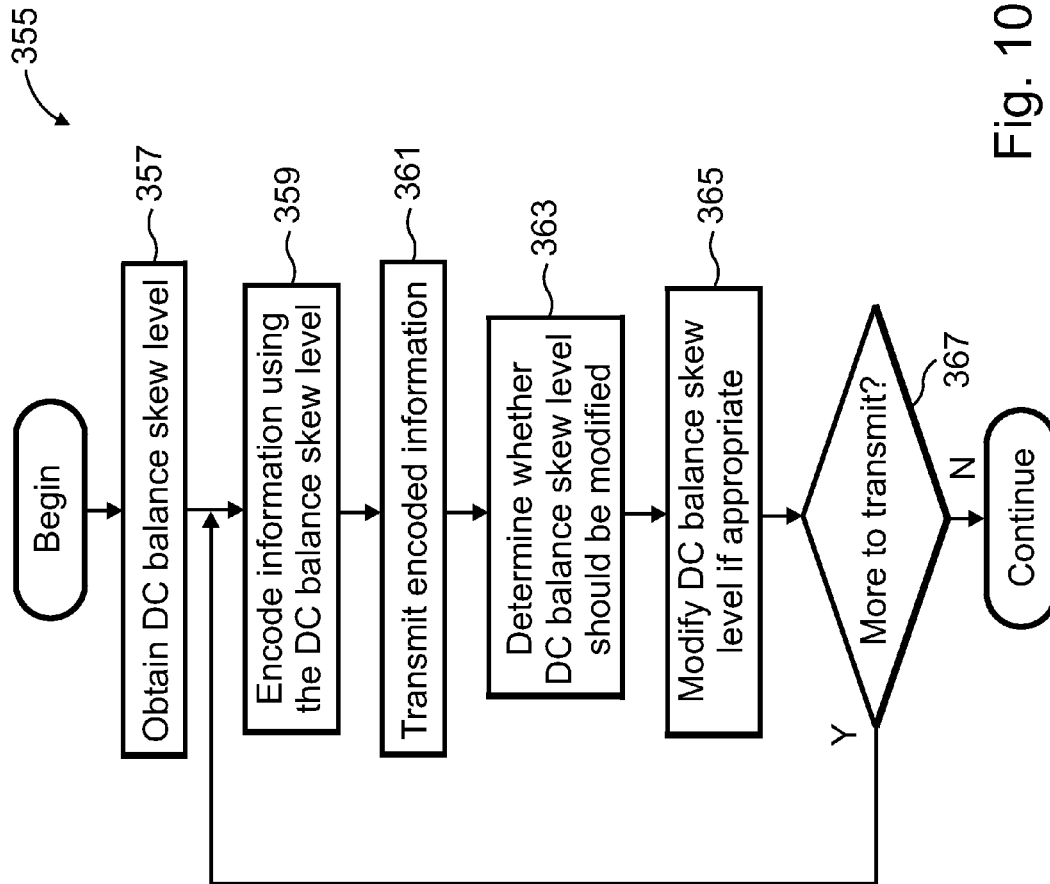 355
Begin
Obtain DC balance skew level
357
Encode information using
the DC balance skew level
359
Transmit encoded information
361
Determine whether
DC balance skew level
should be modified
363
Modify DC balance skew
level if appropriate
365
More to transmit?
367
Y
N
Continue
Fig. 10